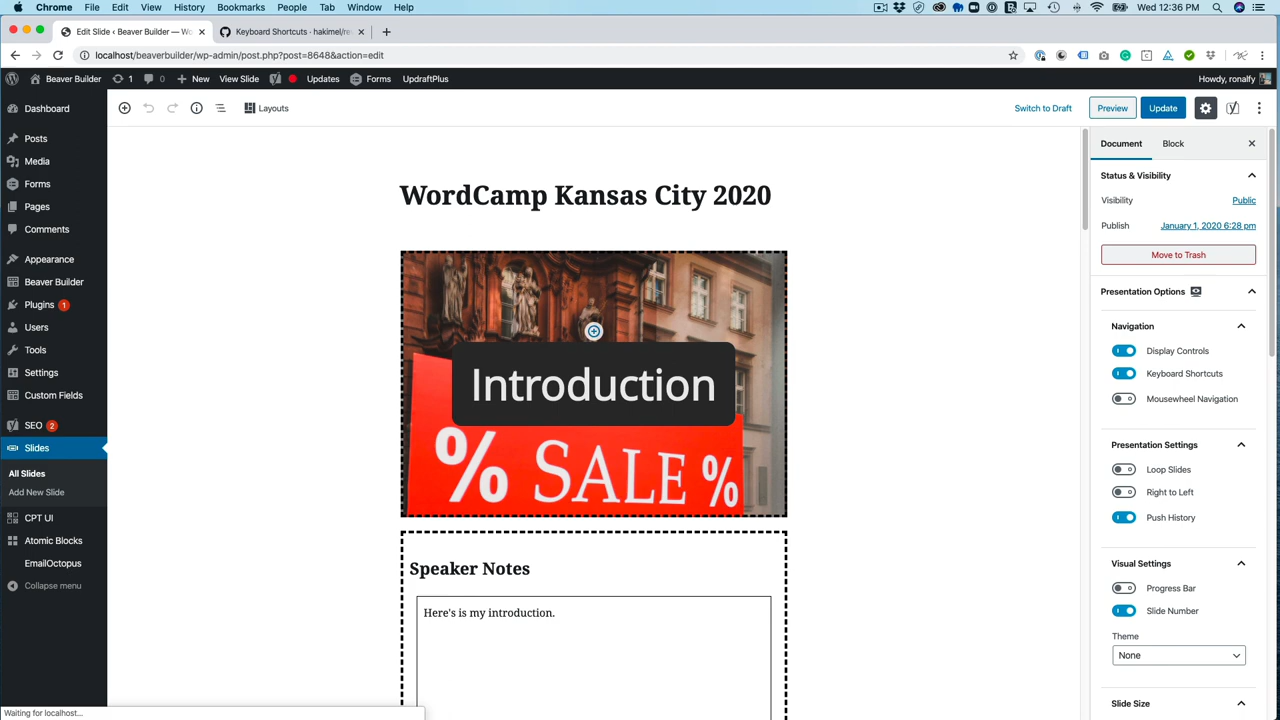 Chrome File Edit View History Bookmarks People Tab Window Help
Wed 12:36 PM
Edit Slide ‹ Beaver Builder — Wo
Keyboard Shortcuts · hakimel/re
localhost/beaverbuilder/wp-admin/post.php?post=8648&action=edit
Beaver Builder 1 0 New View Slide Updates Forms UpdraftPlus
Howdy, ronalfy
Dashboard
Posts
Media
Forms
Pages
Comments
Appearance
Beaver Builder
Plugins 1
Users
Tools
Settings
Custom Fields
SEO 2
Slides
All Slides
Add New Slide
CPT UI
Atomic Blocks
EmailOctopus
Collapse menu
Waiting for localhost...
Layouts
Switch to Draft
Preview
Update
WordCamp Kansas City 2020
Introduction
% SALE %
Speaker Notes
Here's is my introduction.
Document
Block
Status & Visibility
Visibility Public
Publish January 1, 2020 6:28 pm
Move to Trash
Presentation Options
Navigation
Display Controls
Keyboard Shortcuts
Mousewheel Navigation
Presentation Settings
Loop Slides
Right to Left
Push History
Visual Settings
Progress Bar
Slide Number
Theme
None
Slide Size